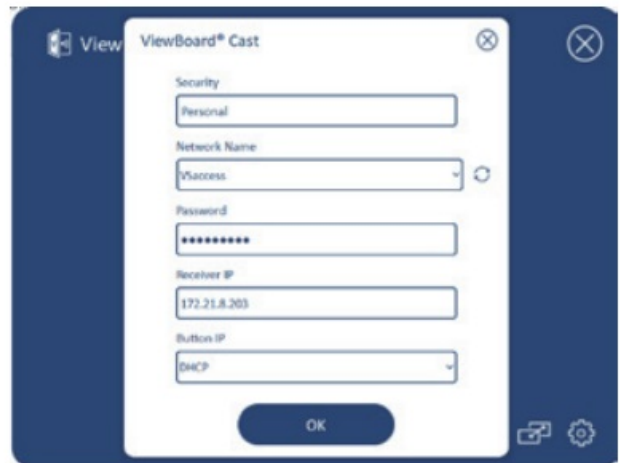 View
ViewBoard® Cast
Security
Personal
Network Name
VSaccess
Password
•••••••••
Receiver IP
172.21.8.203
Button IP
DHCP
OK